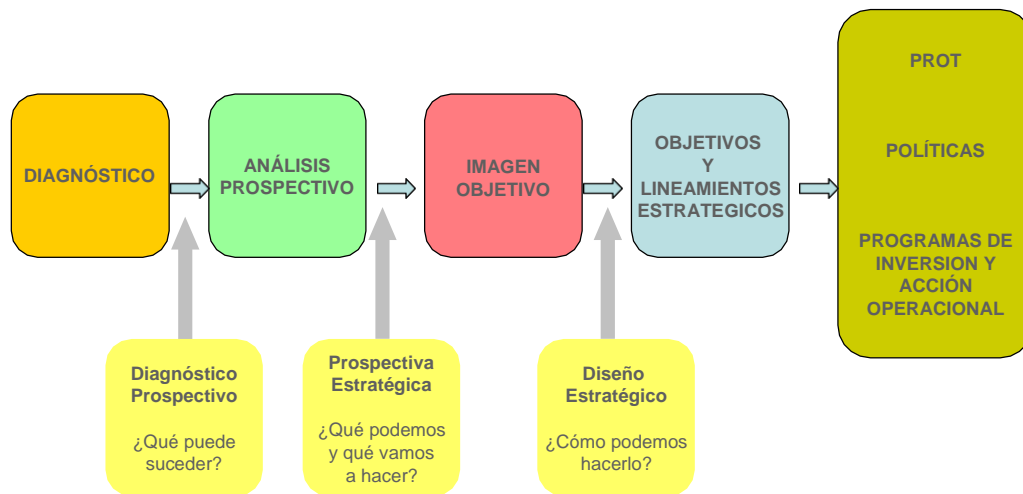 DIAGNÓSTICO
ANÁLISIS
PROSPECTIVO
IMAGEN
OBJETIVO
OBJETIVOS
Y
LINEAMIENTOS
ESTRATEGICOS
PROT
POLÍTICAS
PROGRAMAS DE
INVERSION Y
ACCIÓN
OPERACIONAL
Diagnóstico
Prospectivo
¿Qué puede
suceder?
Prospectiva
Estratégica
¿Qué podemos
y qué vamos
a hacer?
Diseño
Estratégico
¿Cómo podemos
hacerlo?